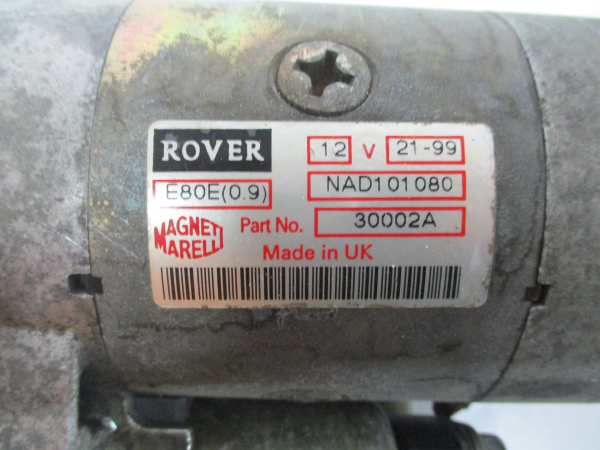 ROVER 12 V 21-99
E80E(0.9) NAD101080
MAGNETI MARELLI Part No. 30002A
Made in UK